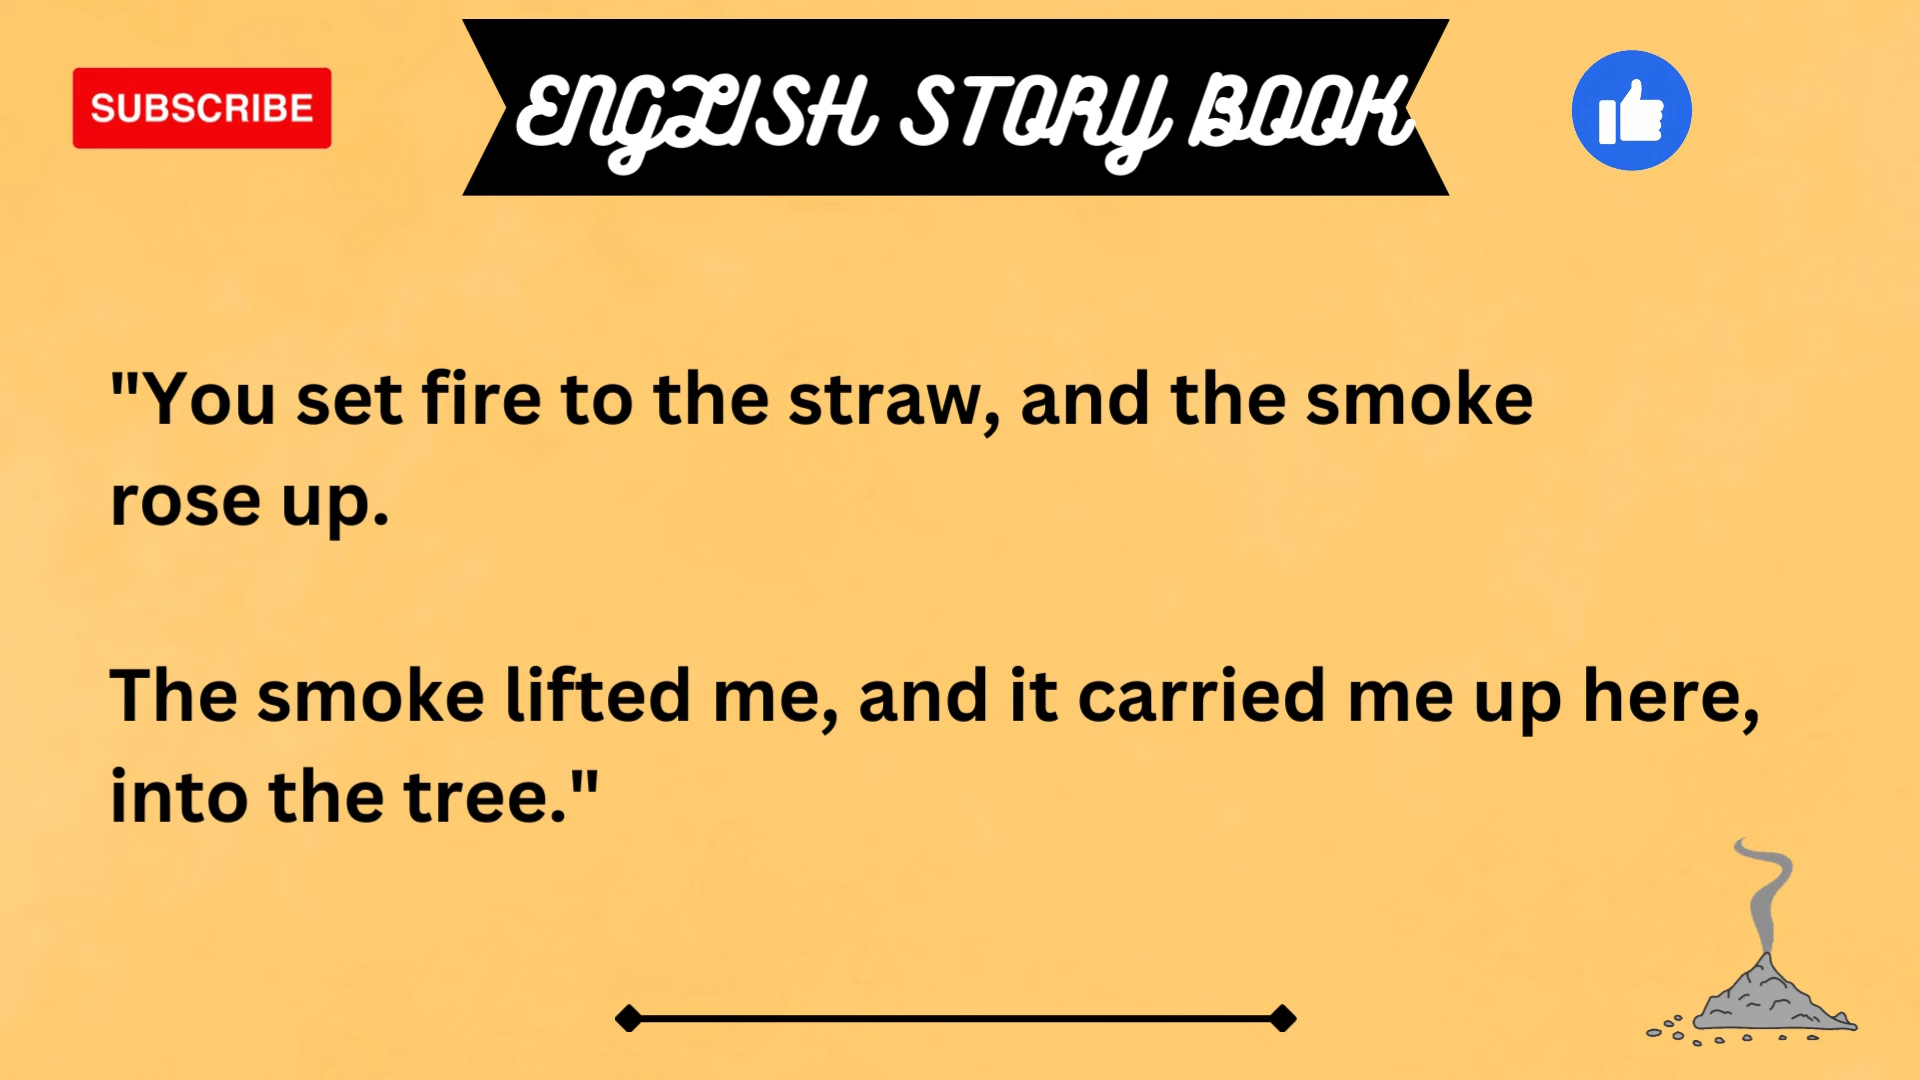 SUBSCRIBE
ENGLISH STORY BOOK
"You set fire to the straw, and the smoke
rose up.
The smoke lifted me, and it carried me up here,
into the tree."